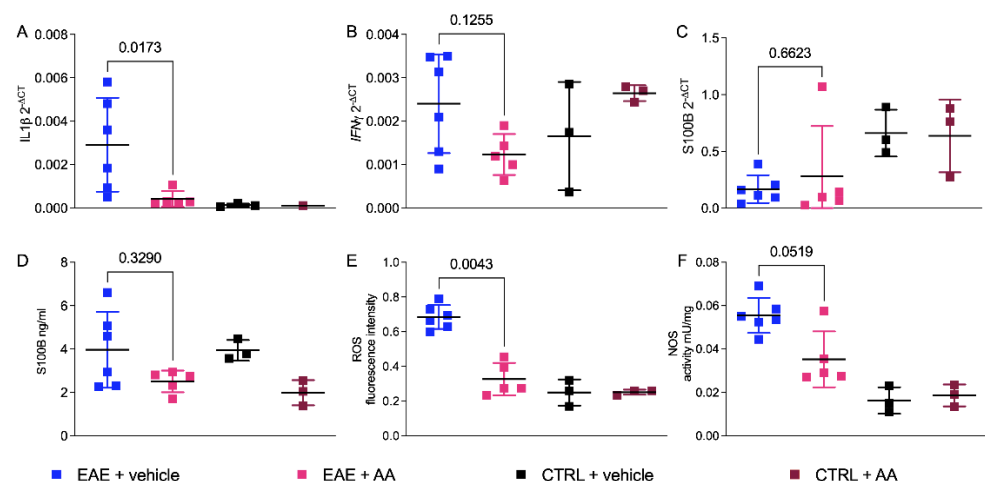 A
IL1β 2-ΔCT
0.008
0.006
0.004
0.002
0.000
0.0173
B
IFNγ 2-ΔCT
0.004
0.003
0.002
0.001
0.000
0.1255
C
S100B 2-ΔCT
1.5
1.0
0.5
0.0
0.6623
D
S100B ng/ml
8
6
4
2
0
0.3290
E
ROS
fluorescence intensity
1.0
0.8
0.6
0.4
0.2
0.0
0.0043
F
NOS
activity mU/mg
0.08
0.06
0.04
0.02
0.00
0.0519
EAE + vehicle
EAE + AA
CTRL + vehicle
CTRL + AA